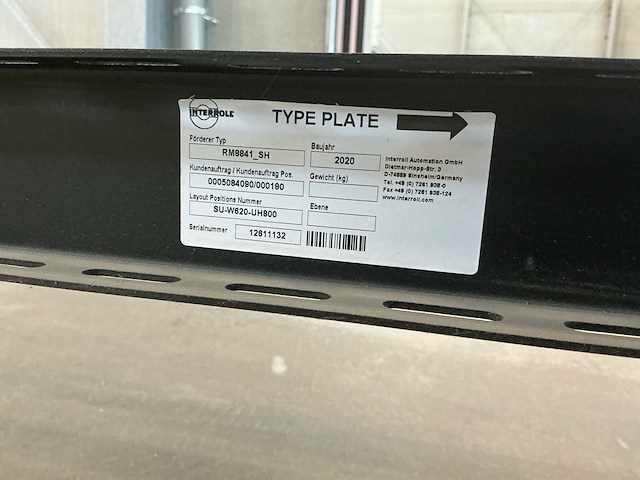 INTERROLL
TYPE PLATE
Förderer Typ
RM8841_SH
Baujahr
2020
Kundenauftrag / Kundenauftrag Pos.
0005084090/000190
Gewicht (kg)
Layout Positions Nummer
SU-W620-UH800
Ebene
Serialnummer
12611132
Interroll Automation GmbH
Dietmar-Hopp-Str. 3
D-74889 Sinsheim/Germany
Tel. +49 (0) 7261 938-0
Fax +49 (0) 7261 938-124
www.interroll.com